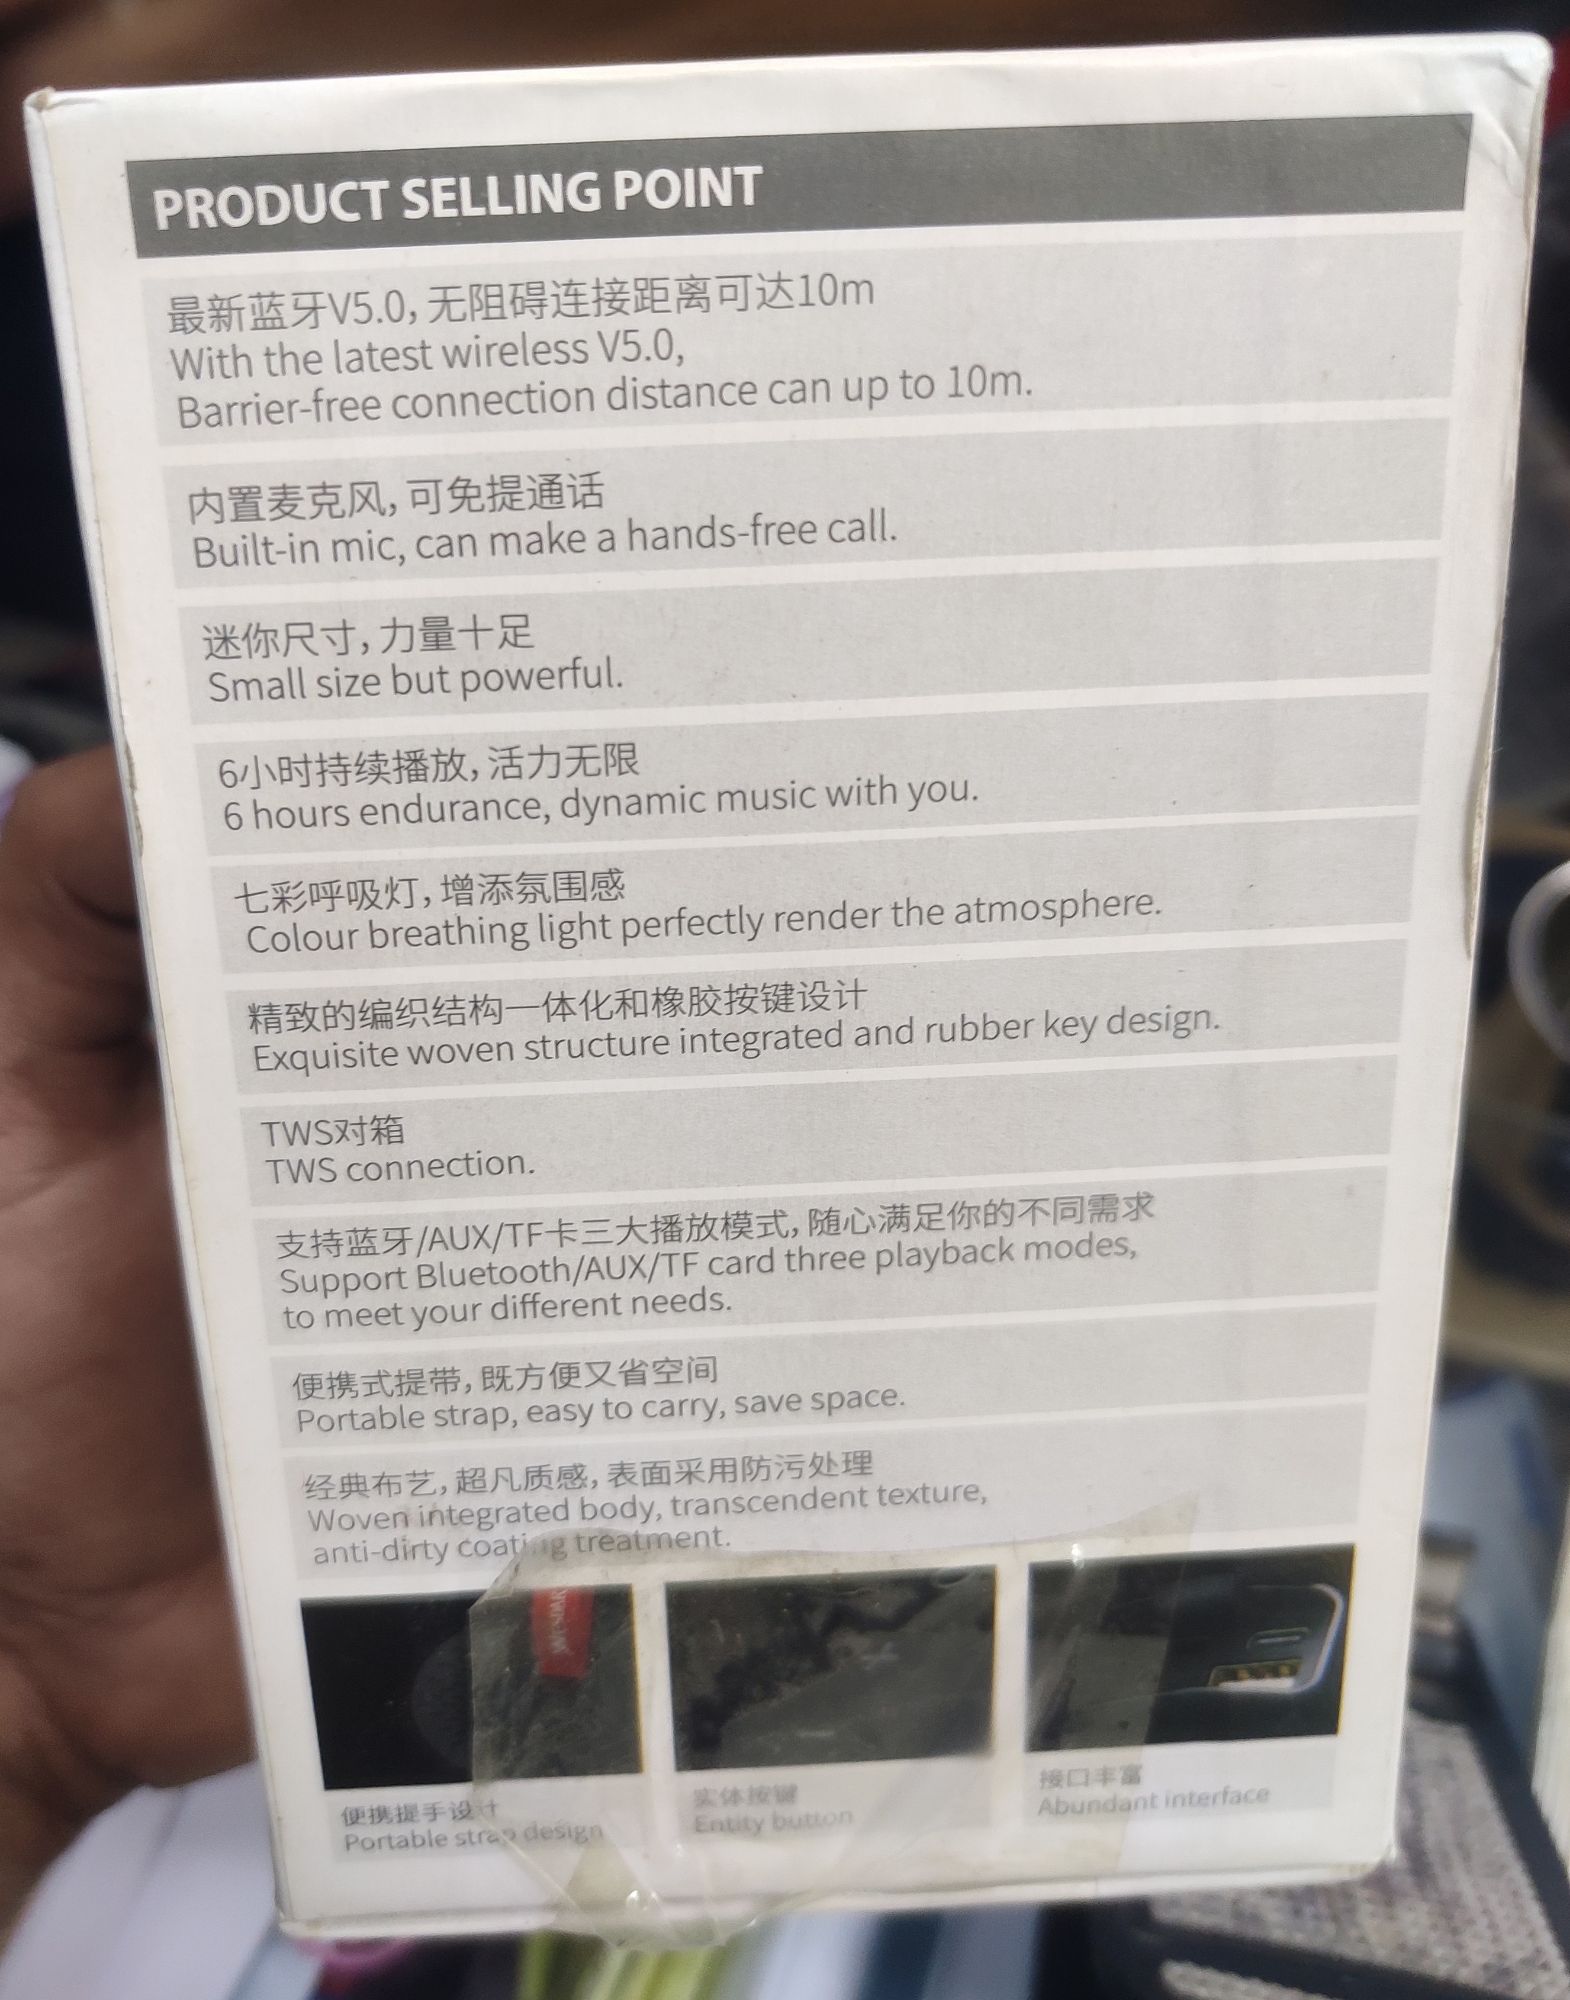 PRODUCT SELLING POINT
最新蓝牙V5.0, 无阻碍连接距离可达10m
With the latest wireless V5.0,
Barrier-free connection distance can up to 10m.
内置麦克风, 可免提通话
Built-in mic, can make a hands-free call.
迷你尺寸, 力量十足
Small size but powerful.
6小时持续播放, 活力无限
6 hours endurance, dynamic music with you.
七彩呼吸灯, 增添氛围感
Colour breathing light perfectly render the atmosphere.
精致的编织结构一体化和橡胶按键设计
Exquisite woven structure integrated and rubber key design.
TWS对箱
TWS connection.
支持蓝牙/AUX/TF卡三大播放模式, 随心满足你的不同需求
Support Bluetooth/AUX/TF card three playback modes,
to meet your different needs.
便携式提带, 既方便又省空间
Portable strap, easy to carry, save space.
经典布艺, 超凡质感, 表面采用防污处理
Woven integrated body, transcendent texture,
anti-dirty coating treatment.
便携提手设计
Portable strap design
实体按键
Entity button
接口丰富
Abundant interface